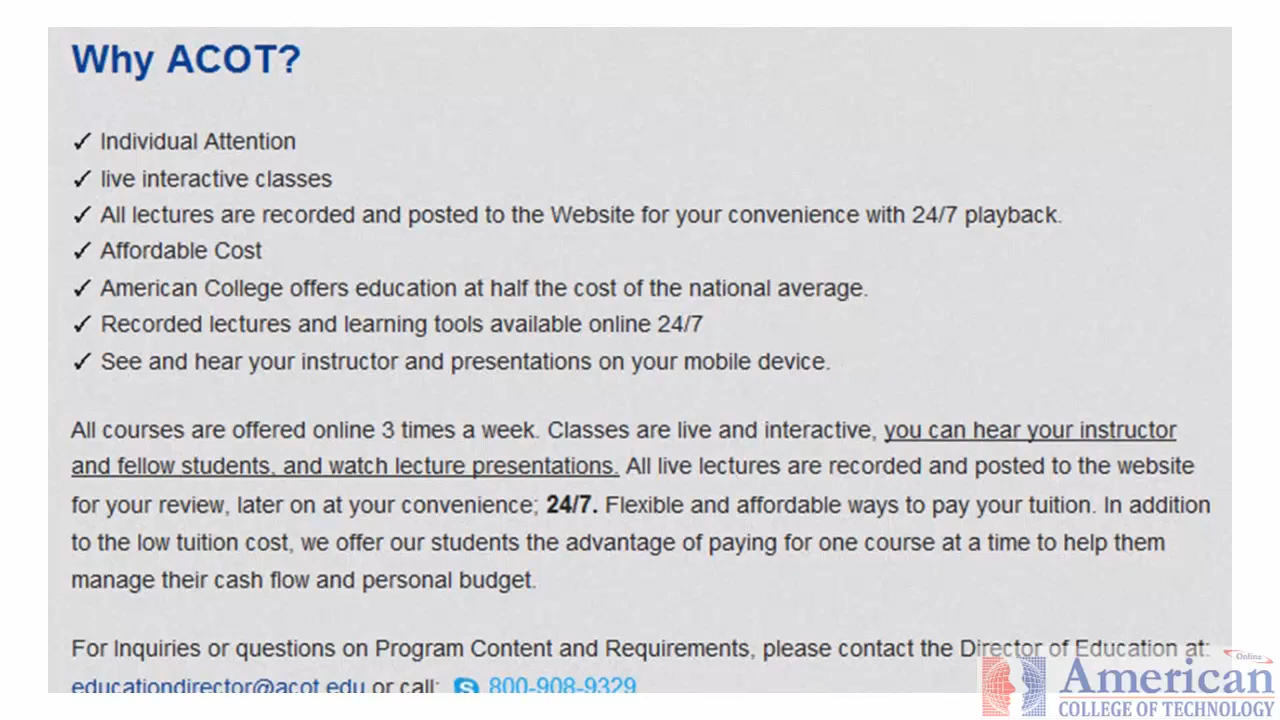 Why ACOT?
✓ Individual Attention
✓ live interactive classes
✓ All lectures are recorded and posted to the Website for your convenience with 24/7 playback.
✓ Affordable Cost
✓ American College offers education at half the cost of the national average.
✓ Recorded lectures and learning tools available online 24/7
✓ See and hear your instructor and presentations on your mobile device.
All courses are offered online 3 times a week. Classes are live and interactive, you can hear your instructor
and fellow students, and watch lecture presentations. All live lectures are recorded and posted to the website
for your review, later on at your convenience; 24/7. Flexible and affordable ways to pay your tuition. In addition
to the low tuition cost, we offer our students the advantage of paying for one course at a time to help them
manage their cash flow and personal budget.
For Inquiries or questions on Program Content and Requirements, please contact the Director of Education at:
educationdirector@acot.edu or call: 800-908-9329
Online
American
COLLEGE OF TECHNOLOGY